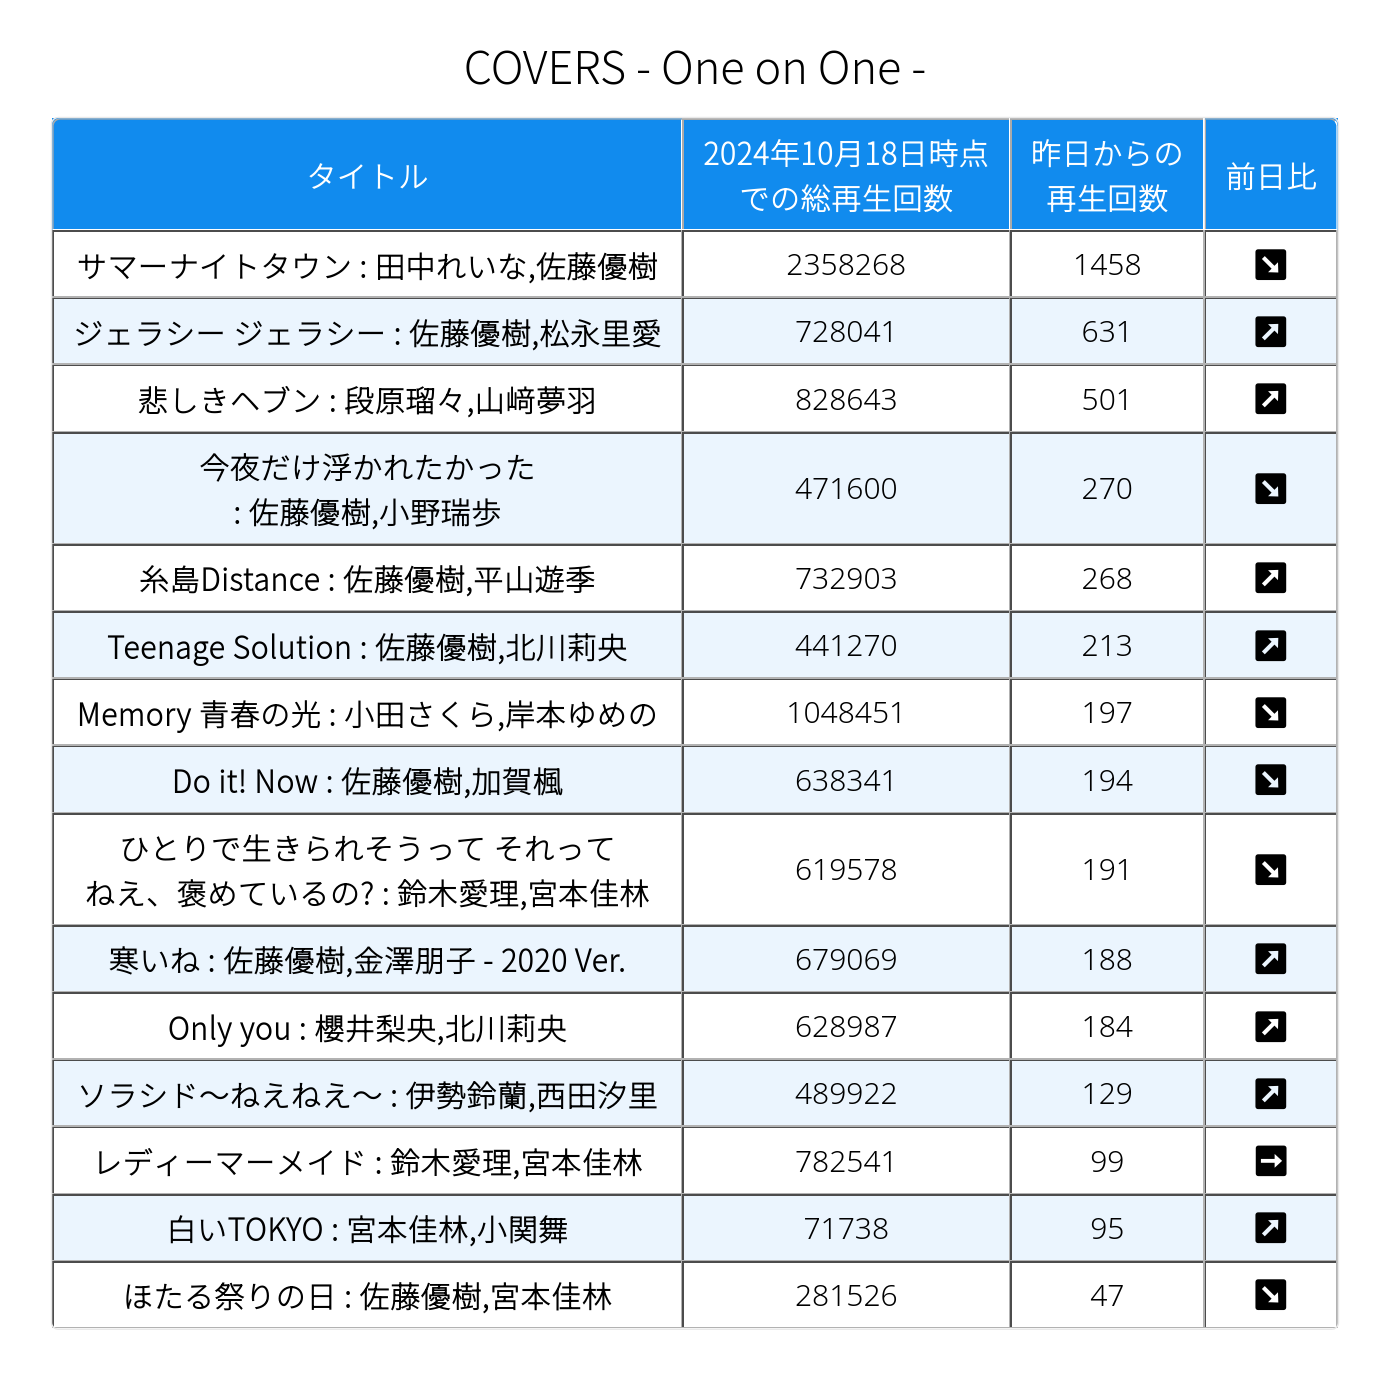 COVERS - One on One -
タイトル
2024年10月18日時点
での総再生回数
昨日からの
再生回数
前日比
サマーナイトタウン : 田中れいな,佐藤優樹
2358268
1458
ジェラシー ジェラシー : 佐藤優樹,松永里愛
728041
631
悲しきヘブン : 段原瑠々,山﨑夢羽
828643
501
今夜だけ浮かれたかった
: 佐藤優樹,小野瑞歩
471600
270
糸島Distance : 佐藤優樹,平山遊季
732903
268
Teenage Solution : 佐藤優樹,北川莉央
441270
213
Memory 青春の光 : 小田さくら,岸本ゆめの
1048451
197
Do it! Now : 佐藤優樹,加賀楓
638341
194
ひとりで生きられそうって それって
ねえ、褒めているの? : 鈴木愛理,宮本佳林
619578
191
寒いね : 佐藤優樹,金澤朋子 - 2020 Ver.
679069
188
Only you : 櫻井梨央,北川莉央
628987
184
ソラシド～ねえねえ～ : 伊勢鈴蘭,西田汐里
489922
129
レディーマーメイド : 鈴木愛理,宮本佳林
782541
99
白いTOKYO : 宮本佳林,小関舞
71738
95
ほたる祭りの日 : 佐藤優樹,宮本佳林
281526
47